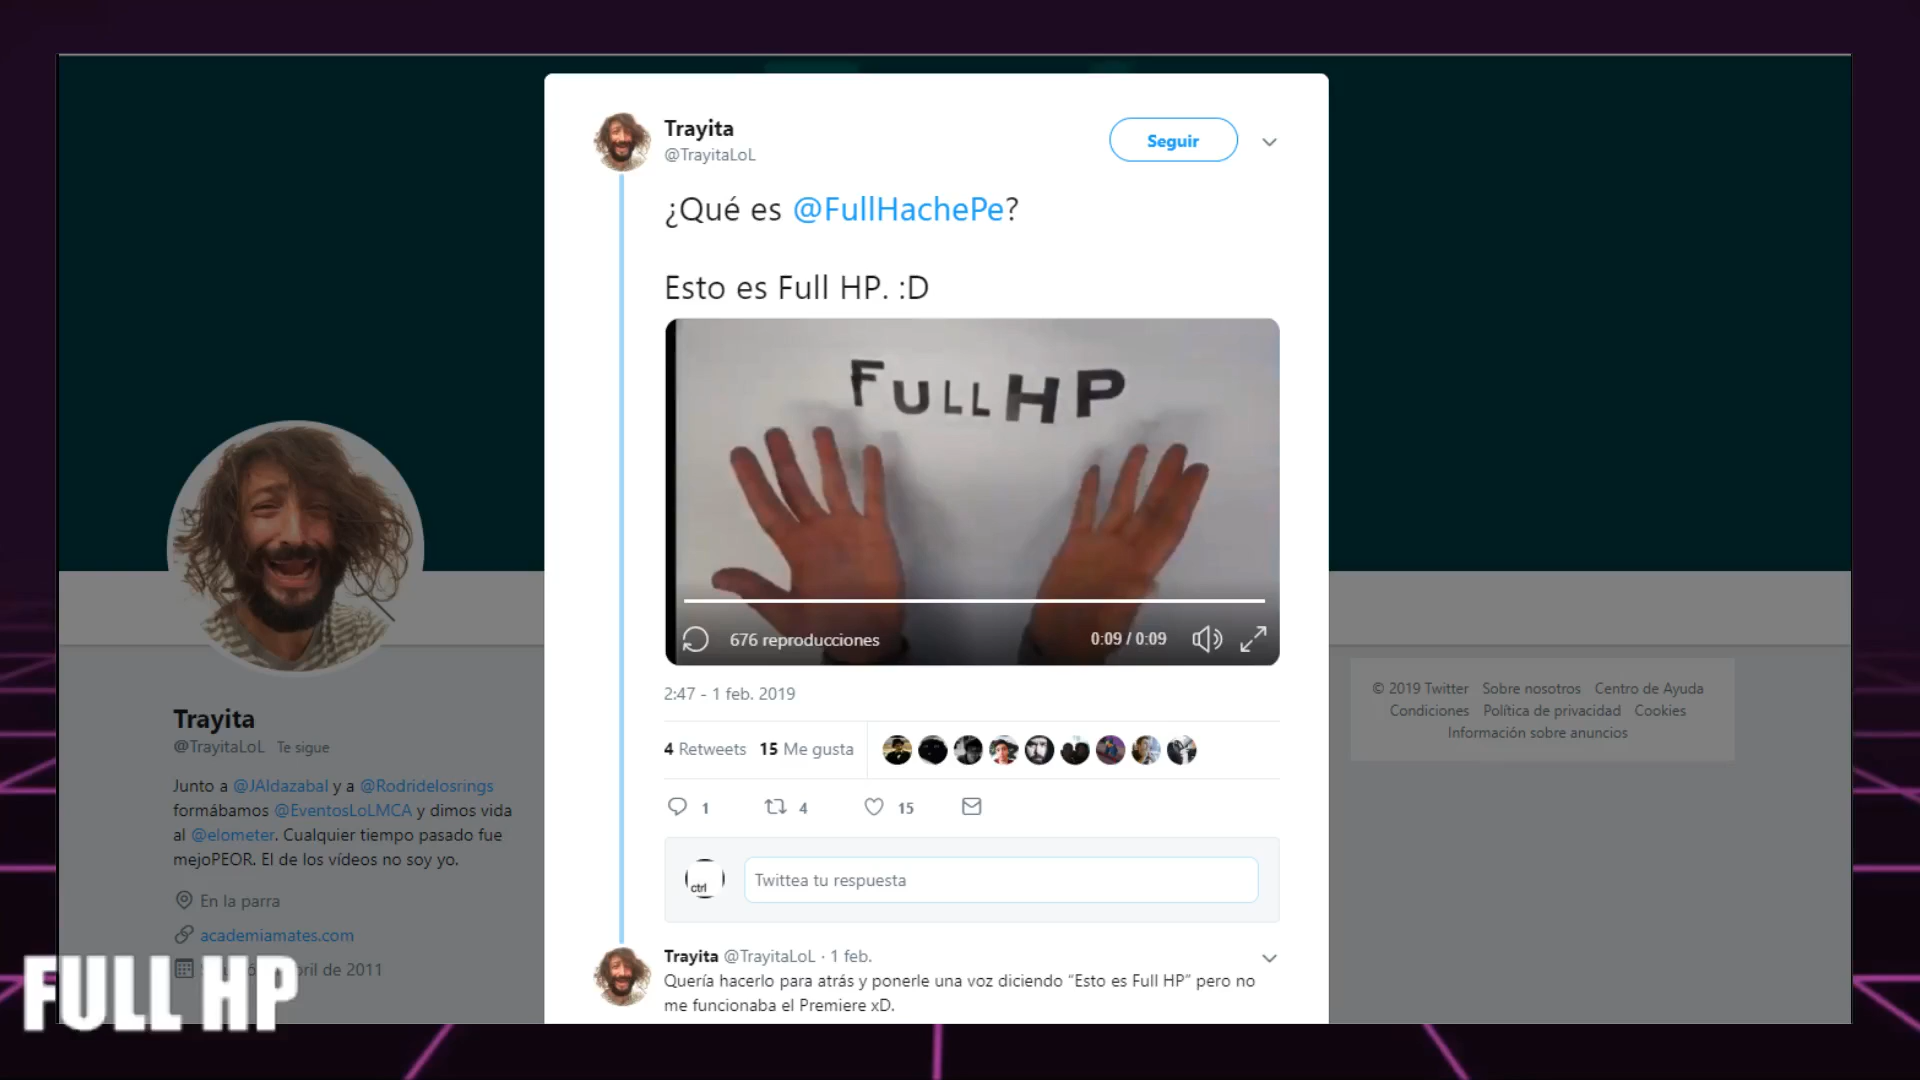 Trayita
@TrayitaLoL
Seguir
¿Qué es @FullHachePe?
Esto es Full HP. :D
FULL HP
676 reproducciones
0:09 / 0:09
2:47 - 1 feb. 2019
4 Retweets 15 Me gusta
1 4 15
ctrl
Twittea tu respuesta
Trayita @TrayitaLoL · 1 feb.
Quería hacerlo para atrás y ponerle una voz diciendo “Esto es Full HP” pero no
me funcionaba el Premiere xD.
Trayita
@TrayitaLoL Te sigue
Junto a @JAldazabal y a @Rodridelosrings
formábamos @EventosLoLMCA y dimos vida
al @elometer. Cualquier tiempo pasado fue
mejoPEOR. El de los vídeos no soy yo.
En la parra
academiamates.com
de 2011
FULL HP
© 2019 Twitter Sobre nosotros Centro de Ayuda
Condiciones Política de privacidad Cookies
Información sobre anuncios